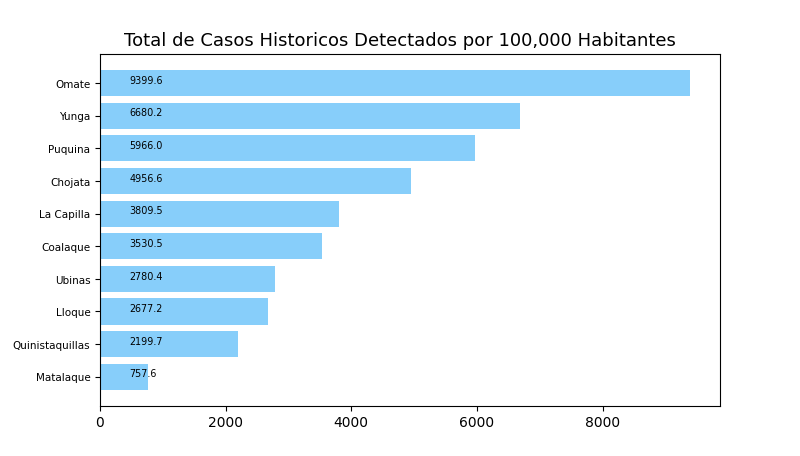 Total de Casos Historicos Detectados por 100,000 Habitantes
Omate 9399.6
Yunga 6680.2
Puquina 5966.0
Chojata 4956.6
La Capilla 3809.5
Coalaque 3530.5
Ubinas 2780.4
Lloque 2677.2
Quinistaquillas 2199.7
Matalaque 757.6
0 2000 4000 6000 8000